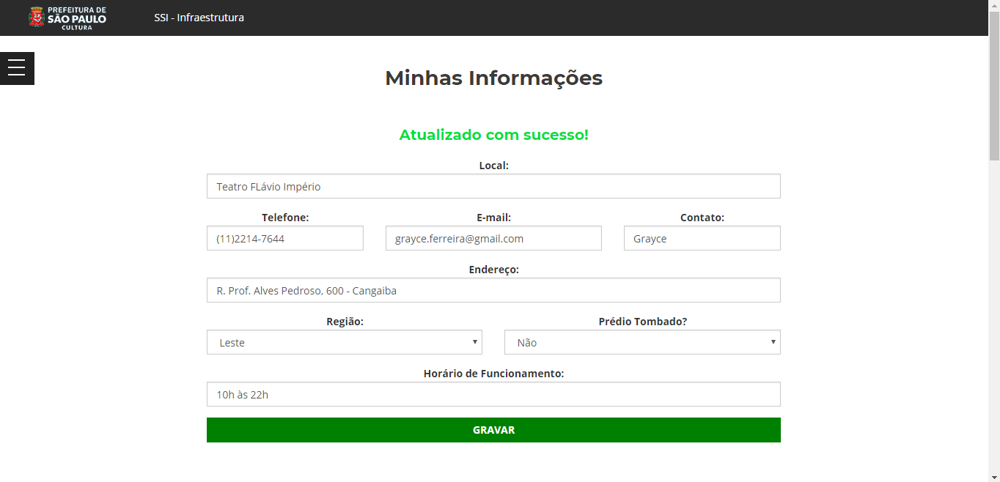 PREFEITURA DE
SÃO PAULO
CULTURA
SSI - Infraestrutura
Minhas Informações
Atualizado com sucesso!
Local:
Teatro FLávio Império
Telefone: E-mail: Contato:
(11)2214-7644 grayce.ferreira@gmail.com Grayce
Endereço:
R. Prof. Alves Pedroso, 600 - Cangaiba
Região: Prédio Tombado?
Leste Não
Horário de Funcionamento:
10h às 22h
GRAVAR